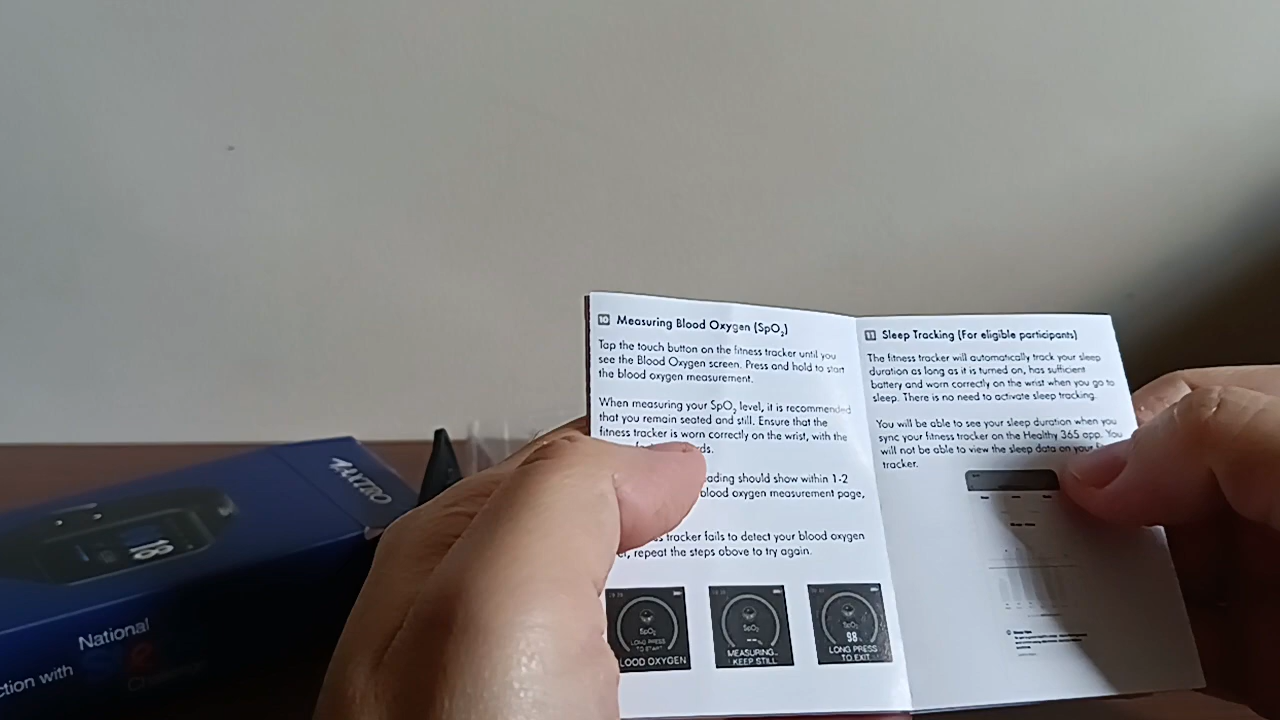 10 Measuring Blood Oxygen (SpO₂)
Tap the touch button on the fitness tracker until you
see the Blood Oxygen screen. Press and hold to start
the blood oxygen measurement.
When measuring your SpO₂ level, it is recommended
that you remain seated and still. Ensure that the
fitness tracker is worn correctly on the wrist, with the
ading should show within 1-2
blood oxygen measurement page,
tracker fails to detect your blood oxygen
repeat the steps above to try again.
SpO₂
LONG PRESS
TO START
LOOD OXYGEN
SpO₂
MEASURING..
KEEP STILL
SpO₂
98
LONG PRESS
TO EXIT
11 Sleep Tracking (For eligible participants)
The fitness tracker will automatically track your sleep
duration as long as it is turned on, has sufficient
battery and worn correctly on the wrist when you go to
sleep. There is no need to activate sleep tracking.
You will be able to see your sleep duration when you
sync your fitness tracker on the Healthy 365 app. You
will not be able to view the sleep data on your
tracker.
AXTRO
18
National
ction with